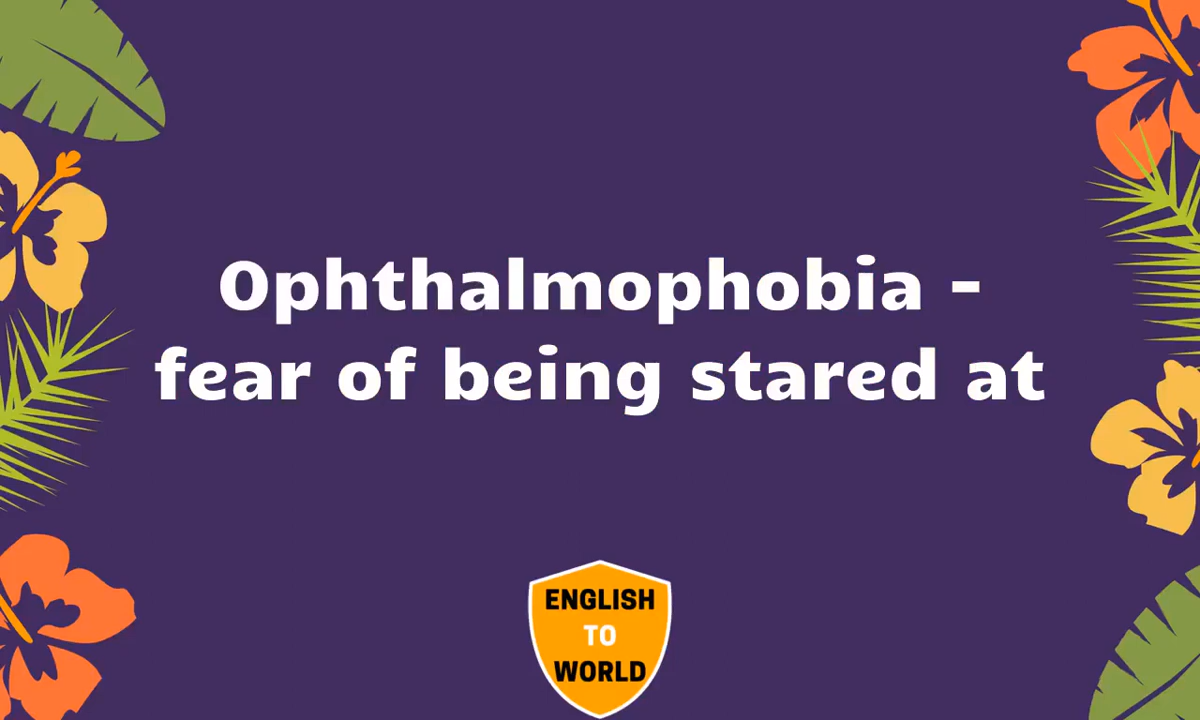 Ophthalmophobia -
fear of being stared at
ENGLISH
TO
WORLD